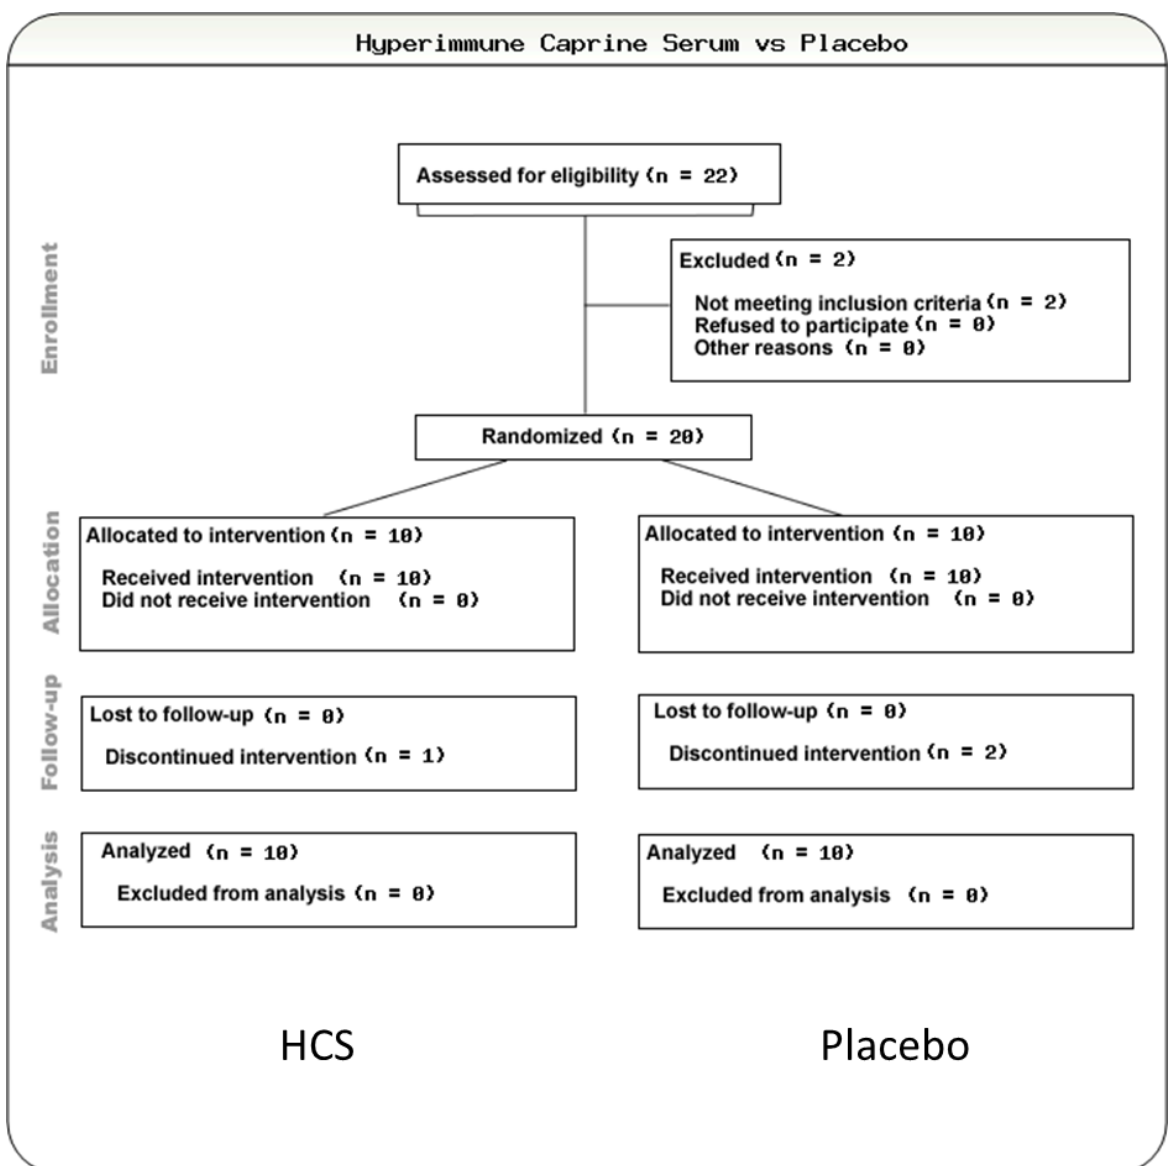 Hyperimmune Caprine Serum vs Placebo
Assessed for eligibility (n = 22)
Enrollment
Excluded (n = 2)
Not meeting inclusion criteria (n = 2)
Refused to participate (n = 0)
Other reasons (n = 0)
Randomized (n = 20)
Allocation
Allocated to intervention (n = 10)
Received intervention (n = 10)
Did not receive intervention (n = 0)
Allocated to intervention (n = 10)
Received intervention (n = 10)
Did not receive intervention (n = 0)
Follow-up
Lost to follow-up (n = 0)
Discontinued intervention (n = 1)
Lost to follow-up (n = 0)
Discontinued intervention (n = 2)
Analysis
Analyzed (n = 10)
Excluded from analysis (n = 0)
Analyzed (n = 10)
Excluded from analysis (n = 0)
HCS
Placebo